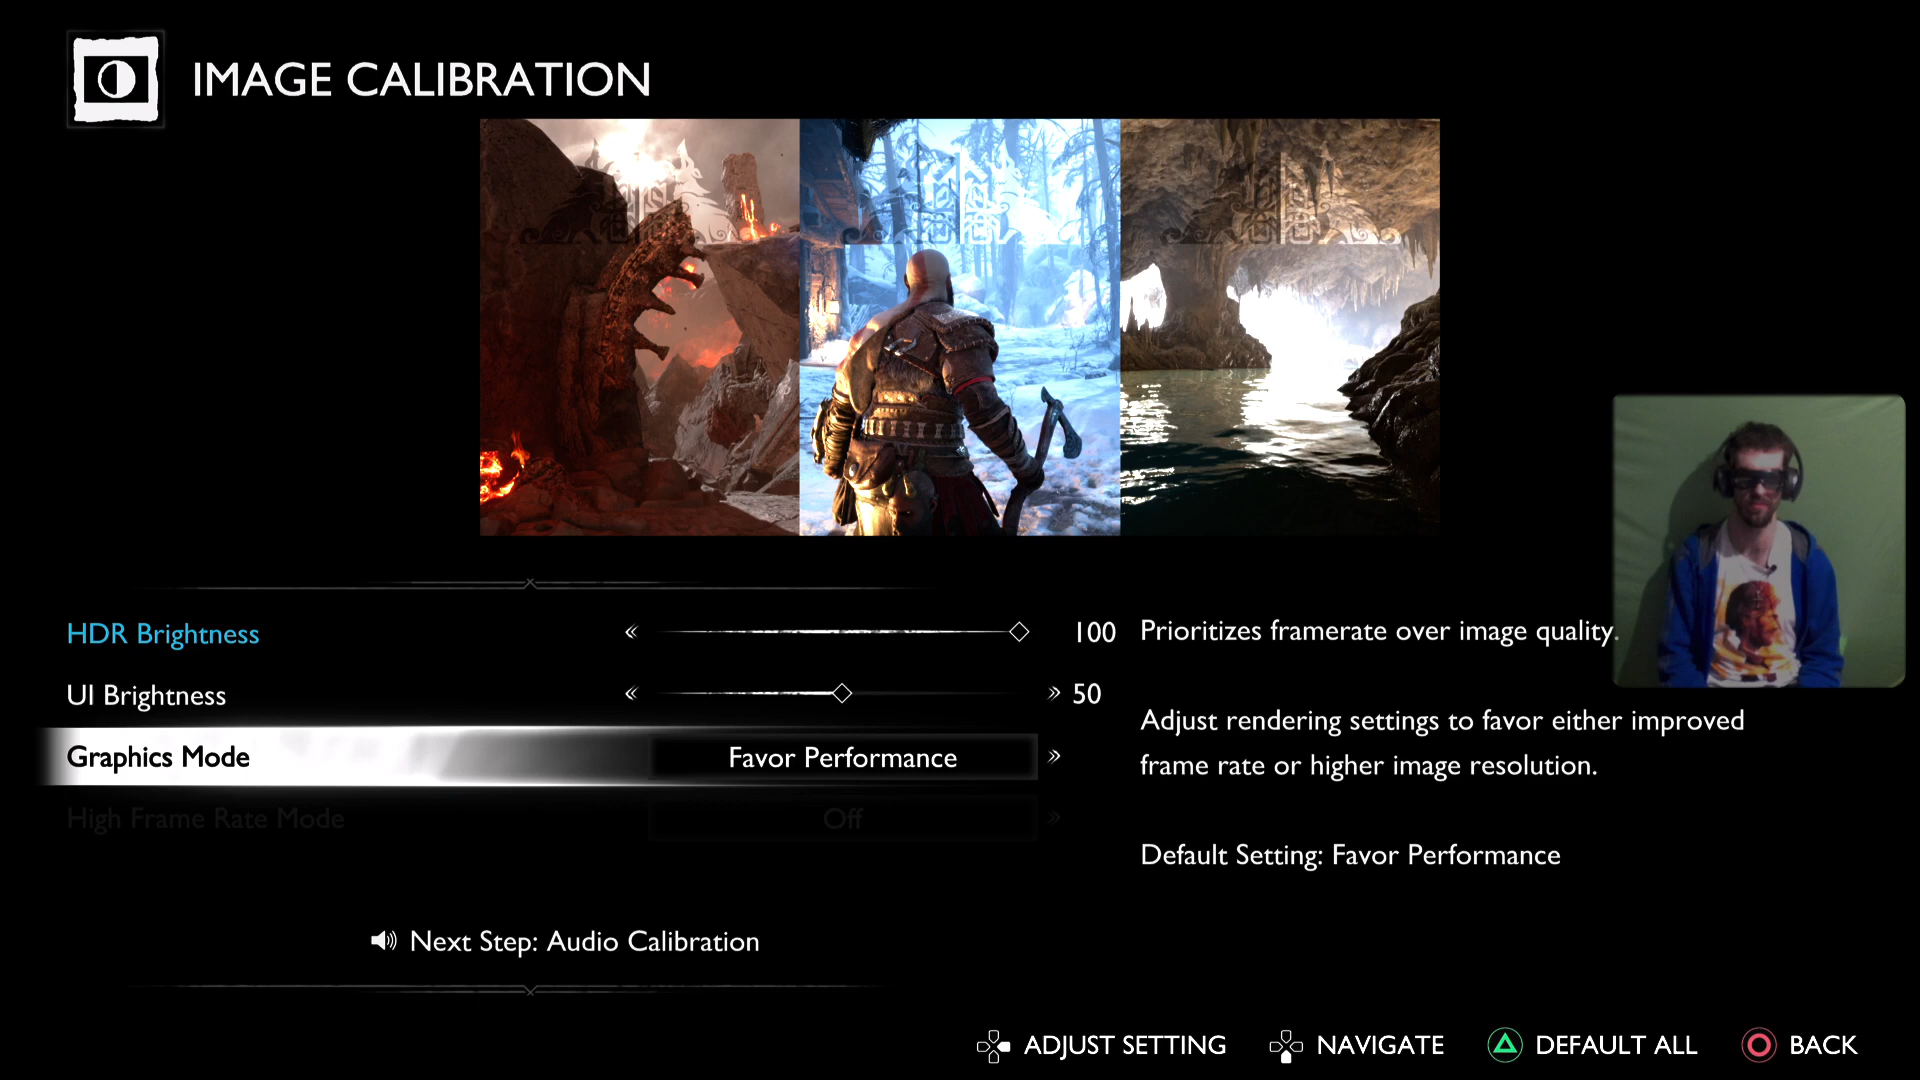 IMAGE CALIBRATION
HDR Brightness 100
UI Brightness 50
Graphics Mode Favor Performance
High Frame Rate Mode Off
Next Step: Audio Calibration
Prioritizes framerate over image quality.
Adjust rendering settings to favor either improved
frame rate or higher image resolution.
Default Setting: Favor Performance
ADJUST SETTING NAVIGATE DEFAULT ALL BACK